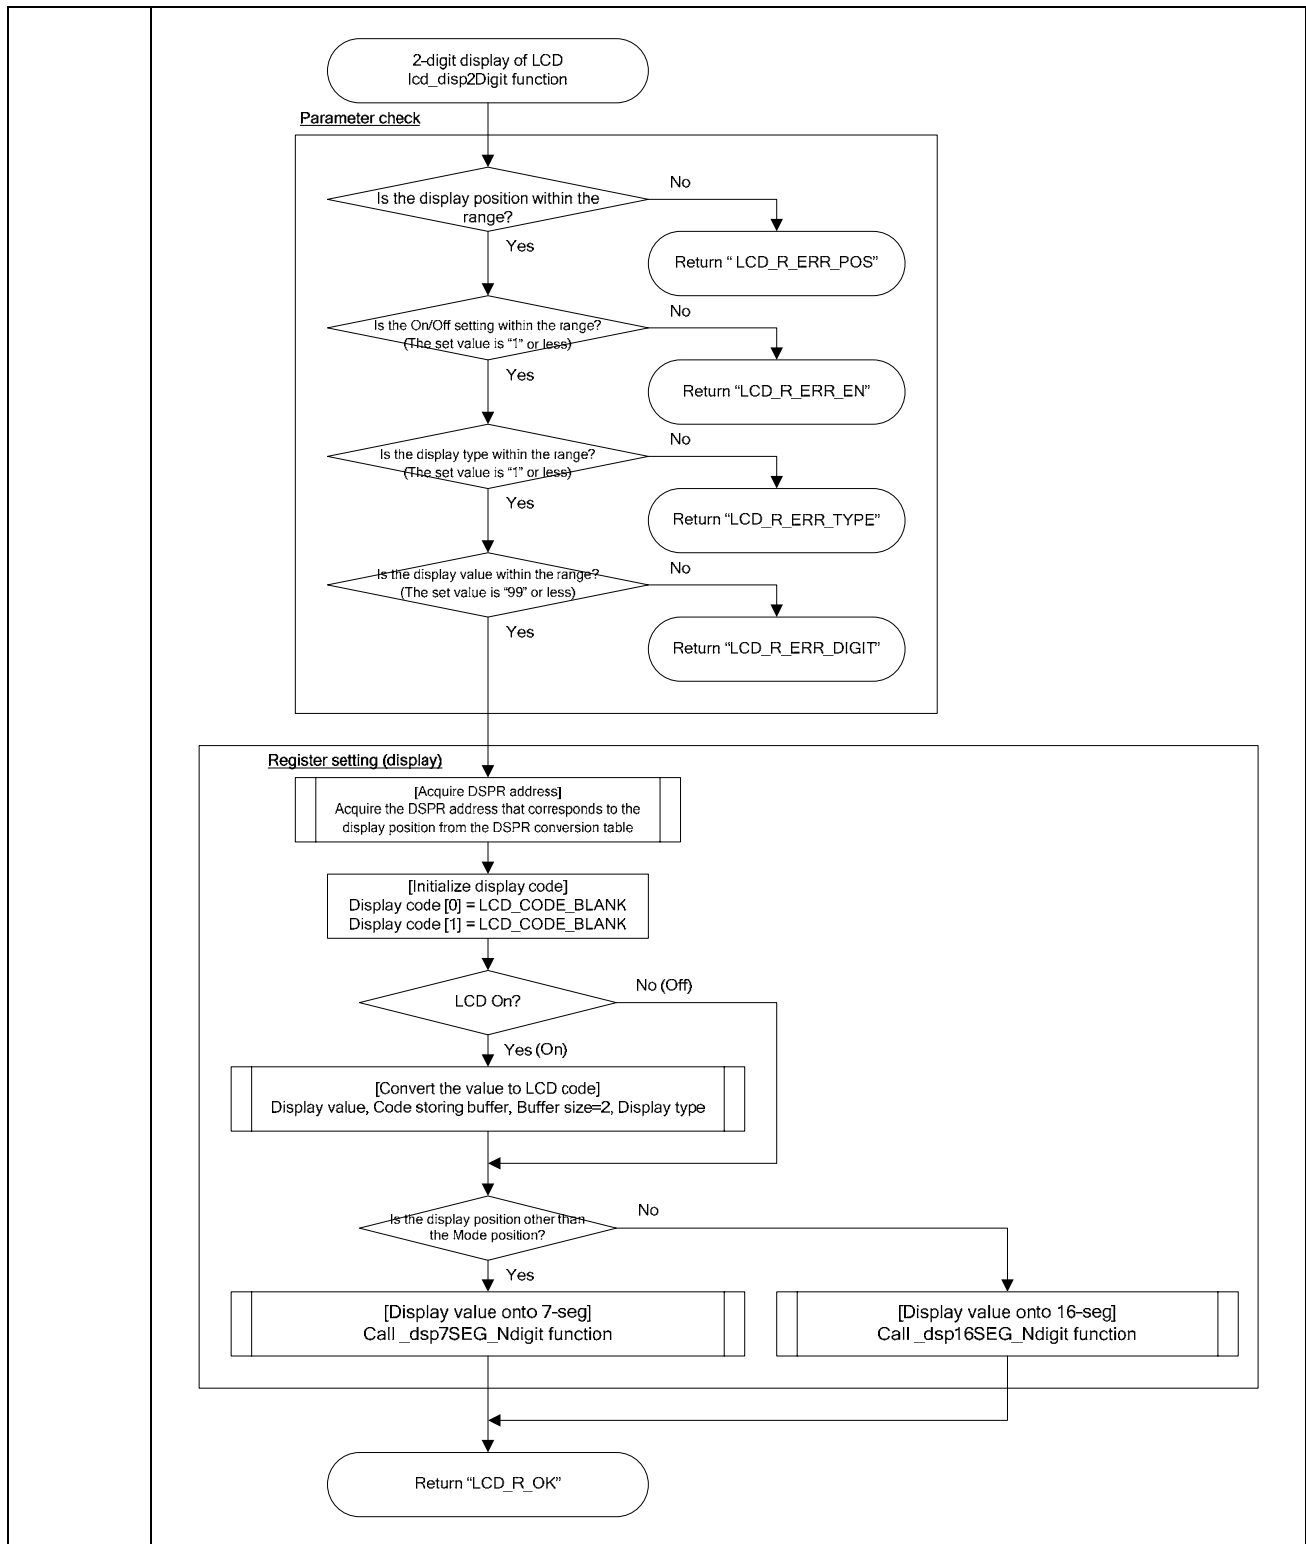 2-digit display of LCD
lcd_disp2Digit function
Parameter check
Is the display position within the
range?
No
Return “ LCD_R_ERR_POS”
Yes
Is the On/Off setting within the range?
(The set value is “1” or less)
No
Return “LCD_R_ERR_EN”
Yes
Is the display type within the range?
(The set value is “1” or less)
No
Return “LCD_R_ERR_TYPE”
Yes
Is the display value within the range?
(The set value is “99” or less)
No
Return “LCD_R_ERR_DIGIT”
Yes
Register setting (display)
[Acquire DSPR address]
Acquire the DSPR address that corresponds to the
display position from the DSPR conversion table
[Initialize display code]
Display code [0] = LCD_CODE_BLANK
Display code [1] = LCD_CODE_BLANK
LCD On?
No (Off)
Yes (On)
[Convert the value to LCD code]
Display value, Code storing buffer, Buffer size=2, Display type
Is the display position other than
the Mode position?
No
Yes
[Display value onto 7-seg]
Call _dsp7SEG_Ndigit function
[Display value onto 16-seg]
Call _dsp16SEG_Ndigit function
Return “LCD_R_OK”